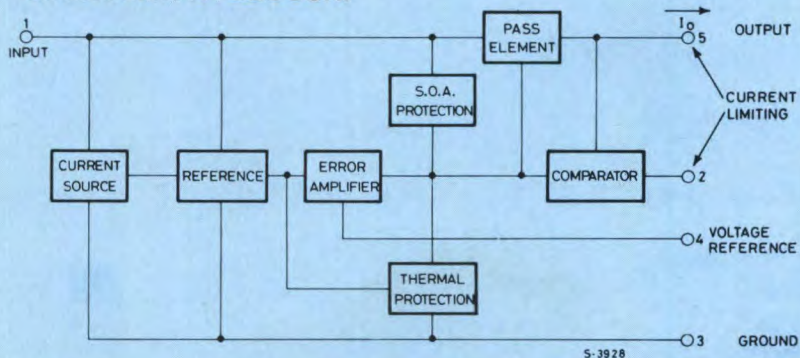 1
INPUT
PASS
ELEMENT
I₀
5
OUTPUT
S.O.A.
PROTECTION
CURRENT
LIMITING
CURRENT
SOURCE
REFERENCE
ERROR
AMPLIFIER
COMPARATOR
2
4
VOLTAGE
REFERENCE
THERMAL
PROTECTION
3
GROUND
S-3928